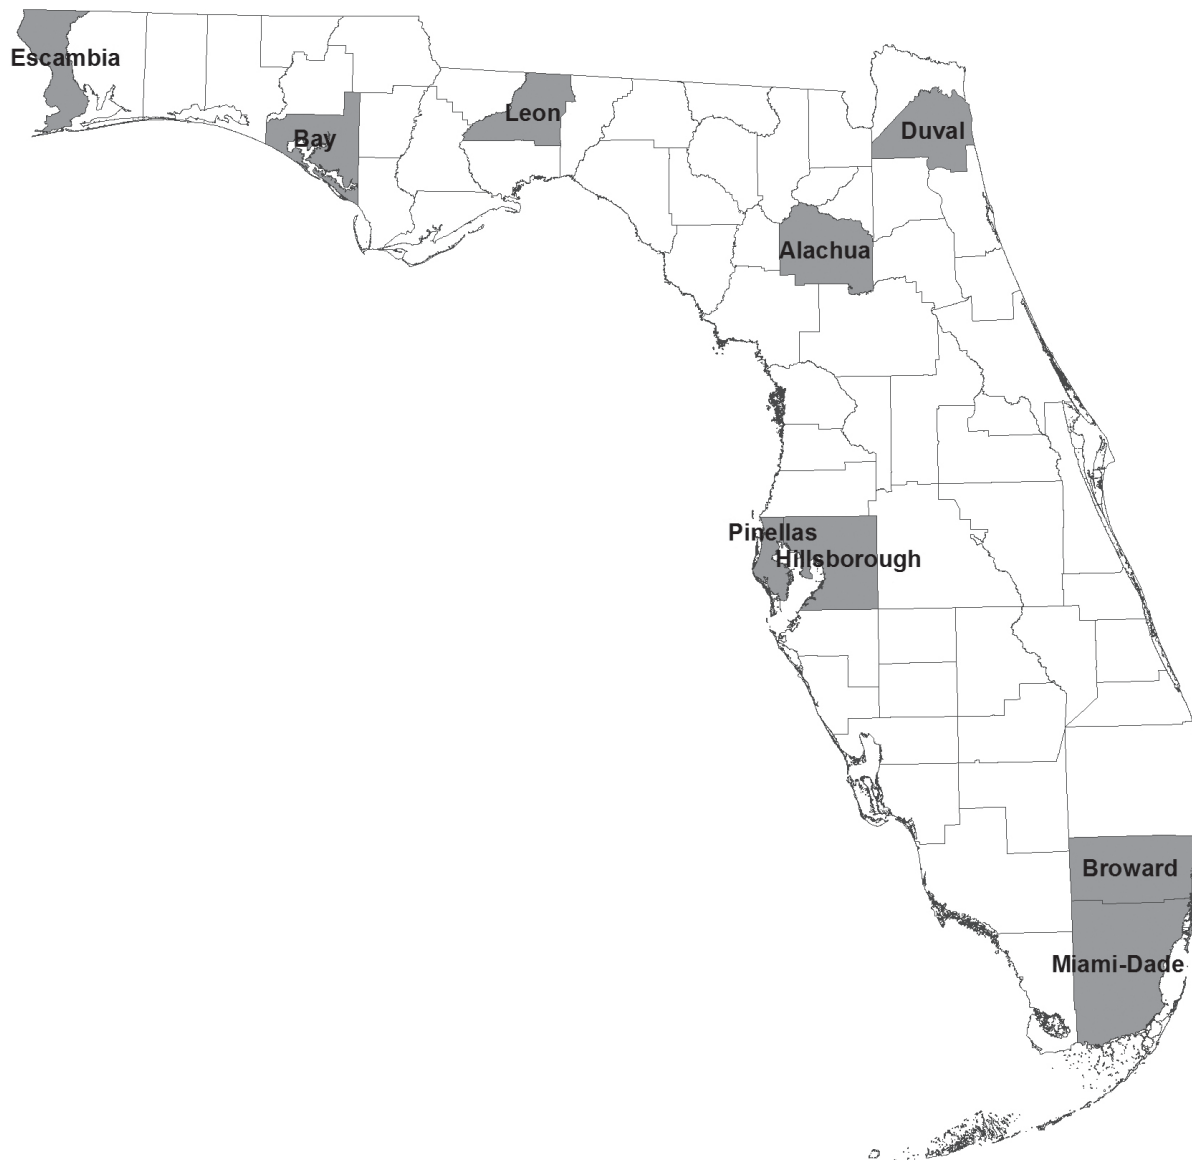 Escambia
Leon
Bay
Duval
Alachua
Pinellas
Hillsborough
Broward
Miami-Dade